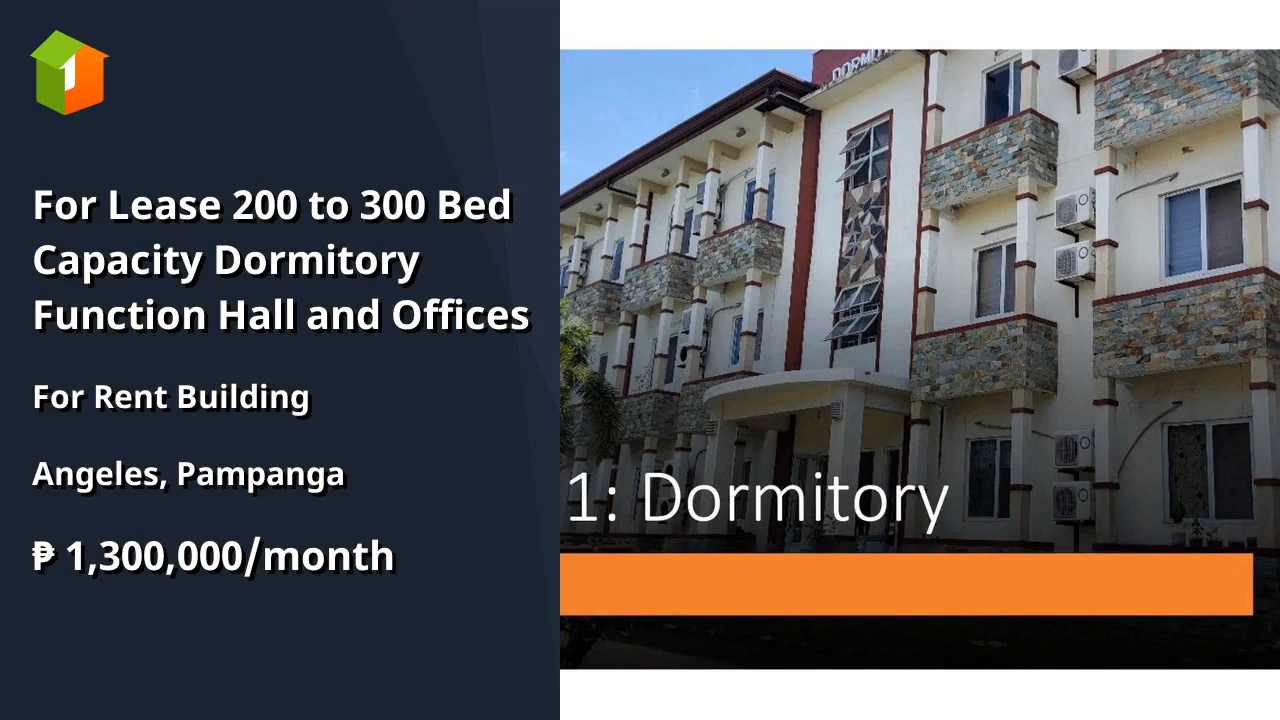 For Lease 200 to 300 Bed
Capacity Dormitory
Function Hall and Offices
For Rent Building
Angeles, Pampanga
₱ 1,300,000/month
1: Dormitory